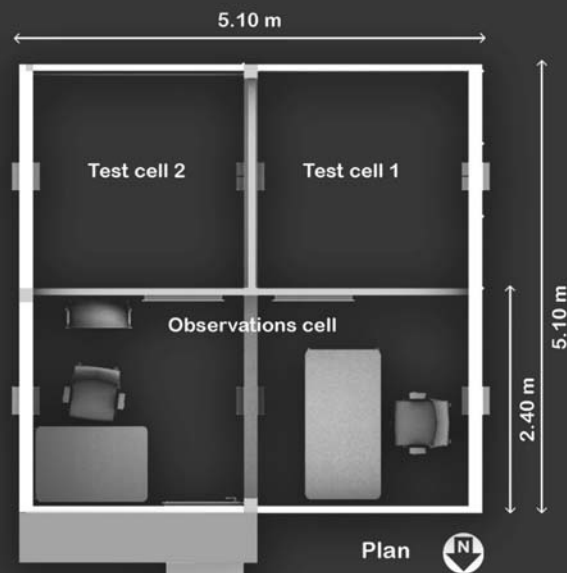 5.10 m
Test cell 2
Test cell 1
Observations cell
5.10 m
2.40 m
Plan
N